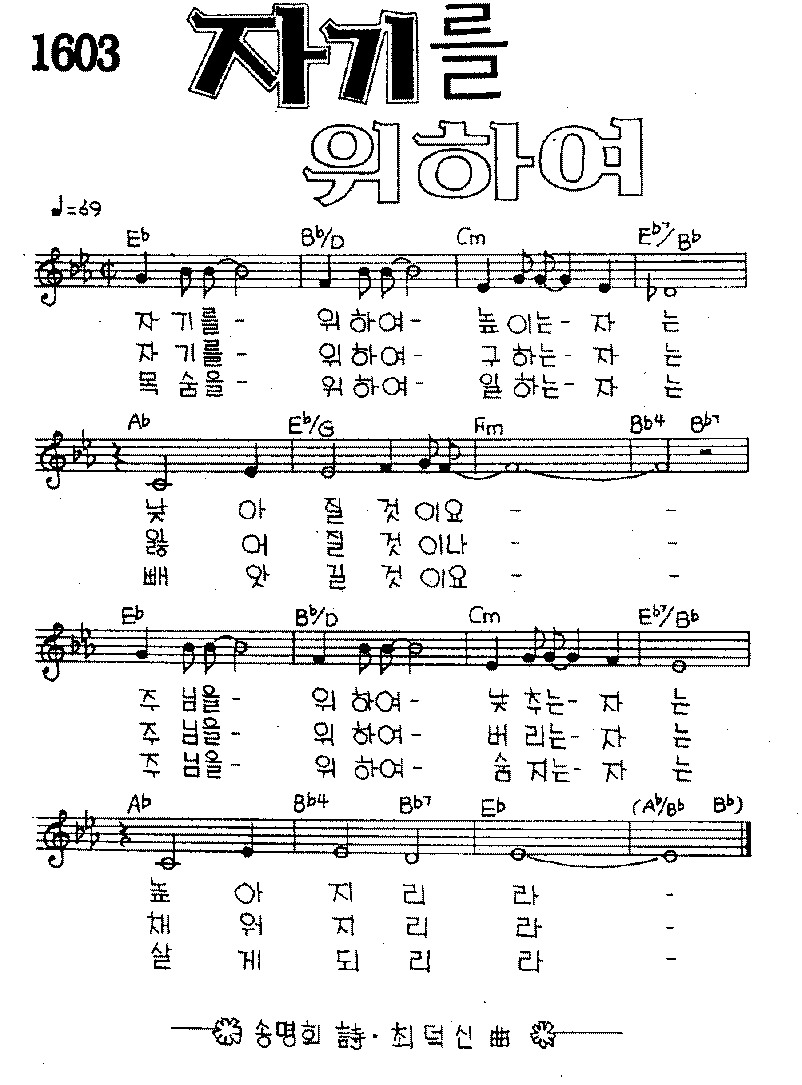 1603
자기를
위하여
♩=69
E♭ B♭/D Cm E♭7/B♭
자 기를- 위 하여- 높 이는- 자 는
자 기를- 위 하여- 구 하는- 자 는
목 숨을- 위 하여- 일 하는- 자 는
A♭ E♭/G Fm B♭4 B♭7
낮 아 질 것 이요 - -
잃 어 질 것 이나 - -
빼 앗 길 것 이요 - -
E♭ B♭/D Cm E♭7/B♭
주 님을- 위 하여- 낮 추는- 자 는
주 님을- 위 하여- 버 리는- 자 는
주 님을- 위 하여- 숨 지는- 자 는
A♭ B♭4 B♭7 E♭ (A♭/B♭ B♭)
높 아 지 리 라 -
채 워 지 리 라 -
살 게 되 리 라 -
송명희 詩·최덕신 曲